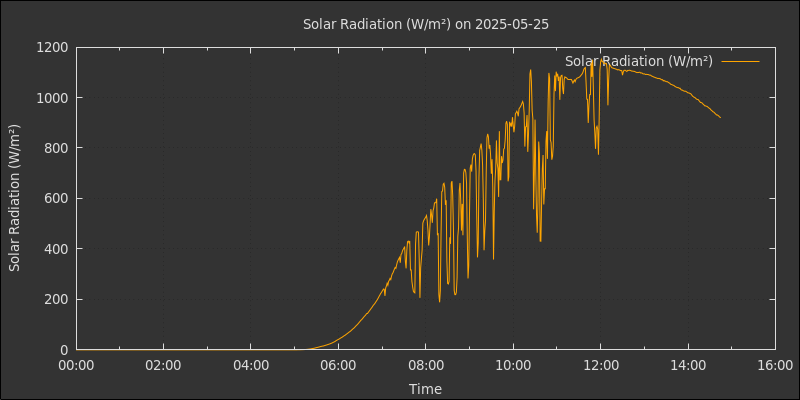 Solar Radiation (W/m²) on 2025-05-25
Solar Radiation (W/m²)
Solar Radiation (W/m²)
1200
1000
800
600
400
200
0
00:00 02:00 04:00 06:00 08:00 10:00 12:00 14:00 16:00
Time